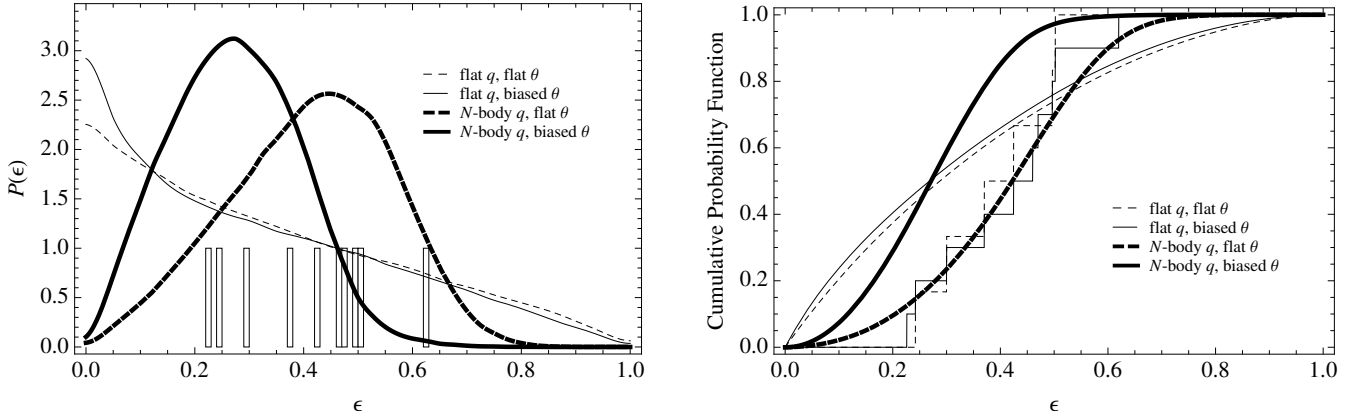 P(ϵ)
3.0
2.5
2.0
1.5
1.0
0.5
0.0
0.0 0.2 0.4 0.6 0.8 1.0
ϵ
flat q, flat θ
flat q, biased θ
N-body q, flat θ
N-body q, biased θ
Cumulative Probability Function
1.0
0.8
0.6
0.4
0.2
0.0
0.0 0.2 0.4 0.6 0.8 1.0
ϵ
flat q, flat θ
flat q, biased θ
N-body q, flat θ
N-body q, biased θ